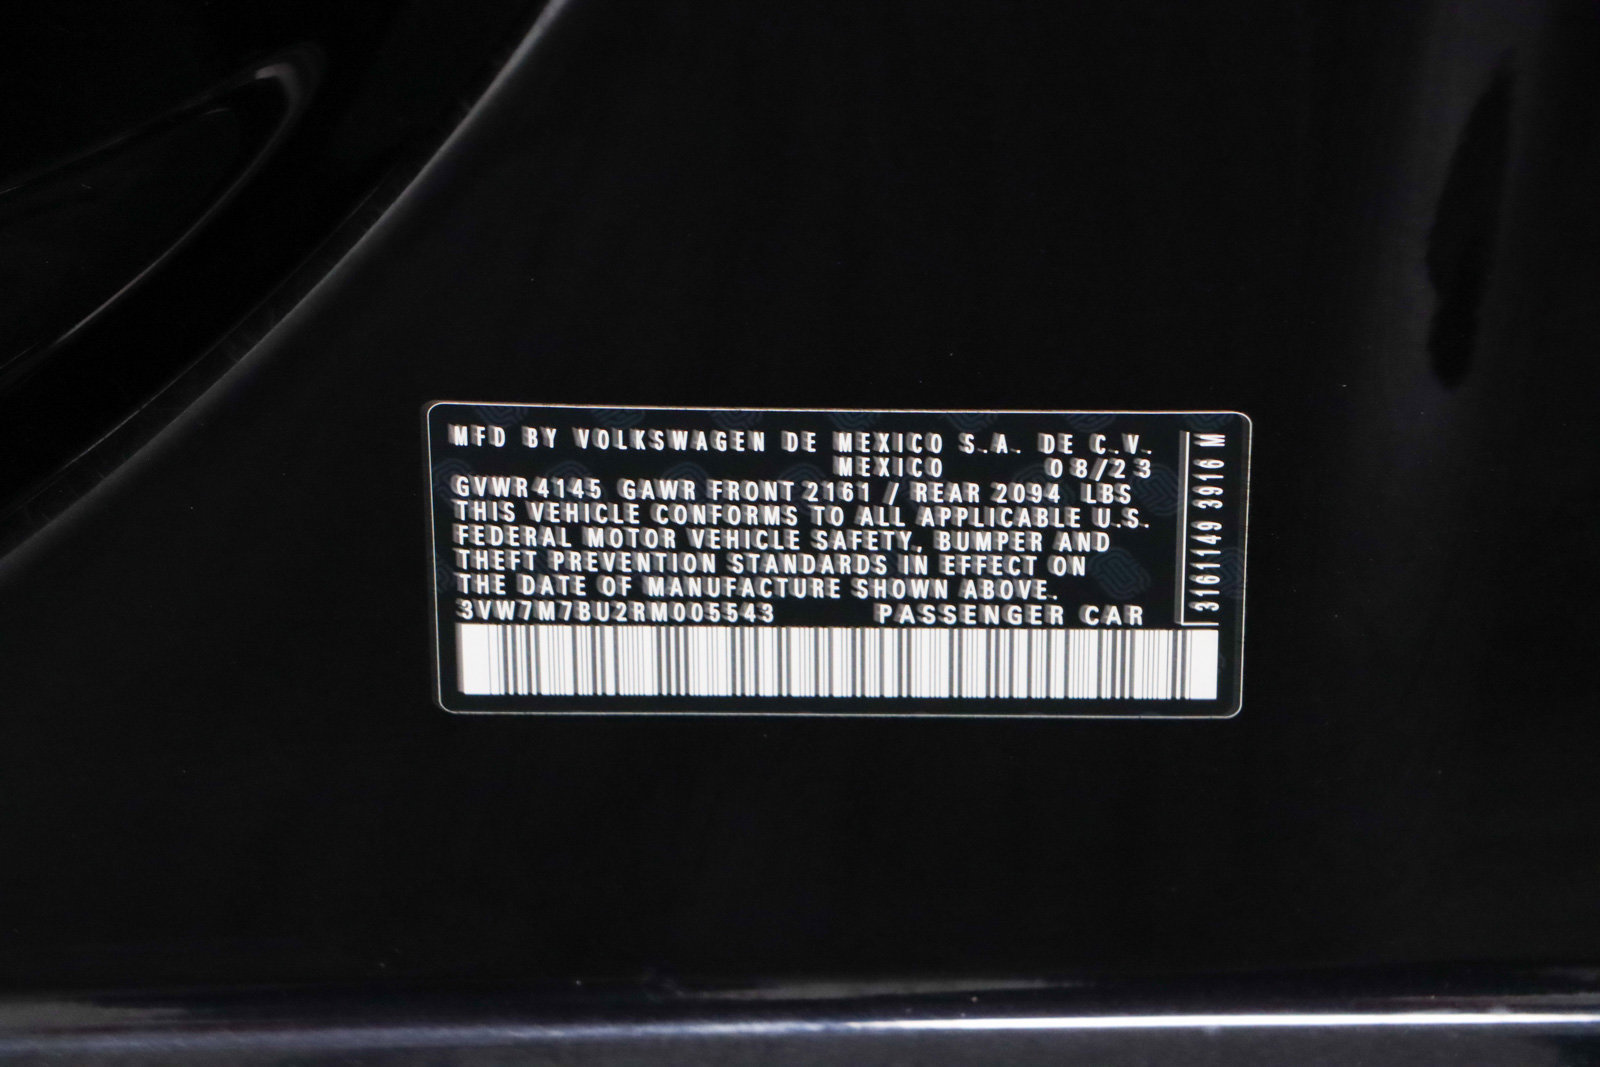 MFD BY VOLKSWAGEN DE MEXICO S.A. DE C.V.
MEXICO 08/23
GVWR 4145 GAWR FRONT 2161 / REAR 2094 LBS
THIS VEHICLE CONFORMS TO ALL APPLICABLE U.S.
FEDERAL MOTOR VEHICLE SAFETY, BUMPER AND
THEFT PREVENTION STANDARDS IN EFFECT ON
THE DATE OF MANUFACTURE SHOWN ABOVE.
3VW7M7BU2RM005543 PASSENGER CAR
3161149 3916 M